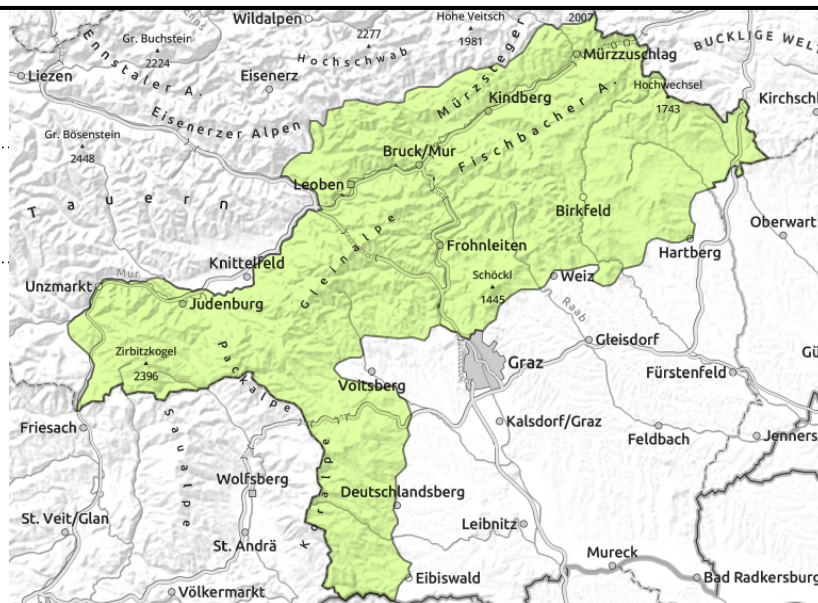 Wildalpen
Enns
Hohe Veitsch
1981
2007
Gr. Buchstein
2224
Ennstaler A.
2277
Hochschwab
Mürzsteger
Mürzzuschlag
BUCKLIGE WELT
Liezen
Eisenerz
Hochwechsel
1743
Kirchschl
Kindberg
Eisenerzer Alpen
Fischbacher A.
Gr. Bösenstein
2448
Bruck/Mur
Leoben
Tauern
Birkfeld
Oberwart
Gleinalpe
Frohnleiten
Hartberg
Knittelfeld
Schöckl
1445
Weiz
Unzmarkt
Mur
Judenburg
Raab
Gleisdorf
Zirbitzkogel
2396
Packalpe
Graz
Gü
Fürstenfeld
Voitsberg
Friesach
Saualpe
Kalsdorf/Graz
Feldbach
Jenners
Wolfsberg
Koralpe
Deutschlandsberg
St. Veit/Glan
Leibnitz
St. Andrä
Mureck
Eibiswald
Bad Radkersburg
Völkermarkt